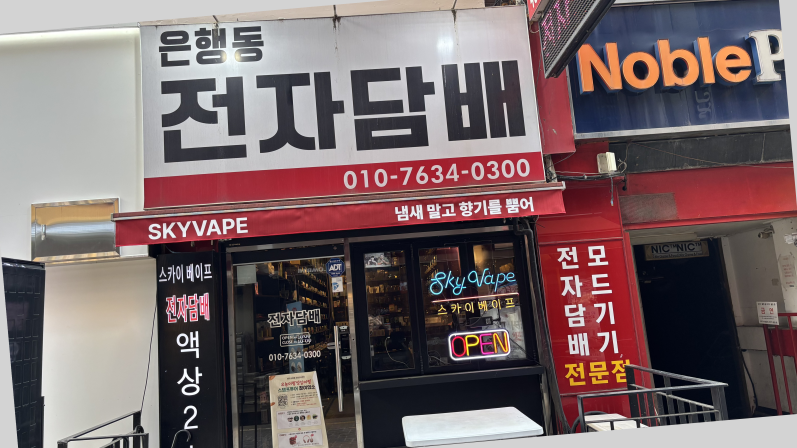 은행동
전자담배
010-7634-0300
SKYVAPE
냄새 말고 향기를 뿜어
NobleP
스카이 베이프
전자담배
액상2
전자담배
010-7634-0300
ADT
Sky Vape
스카이베이프
OPEN
모드기기
전자담배
전문점
NIC "NIC"